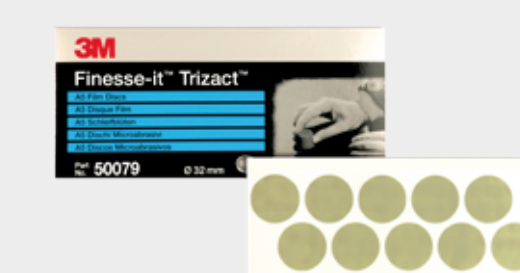 3M
Finesse-it™ Trizact™
A5 Film Discs
A5 Disque Film
A5 Schleifblüten
A5 Dischi Microabrasivi
A5 Discos Microabrasivos
Part No. 50079 Ø 32 mm